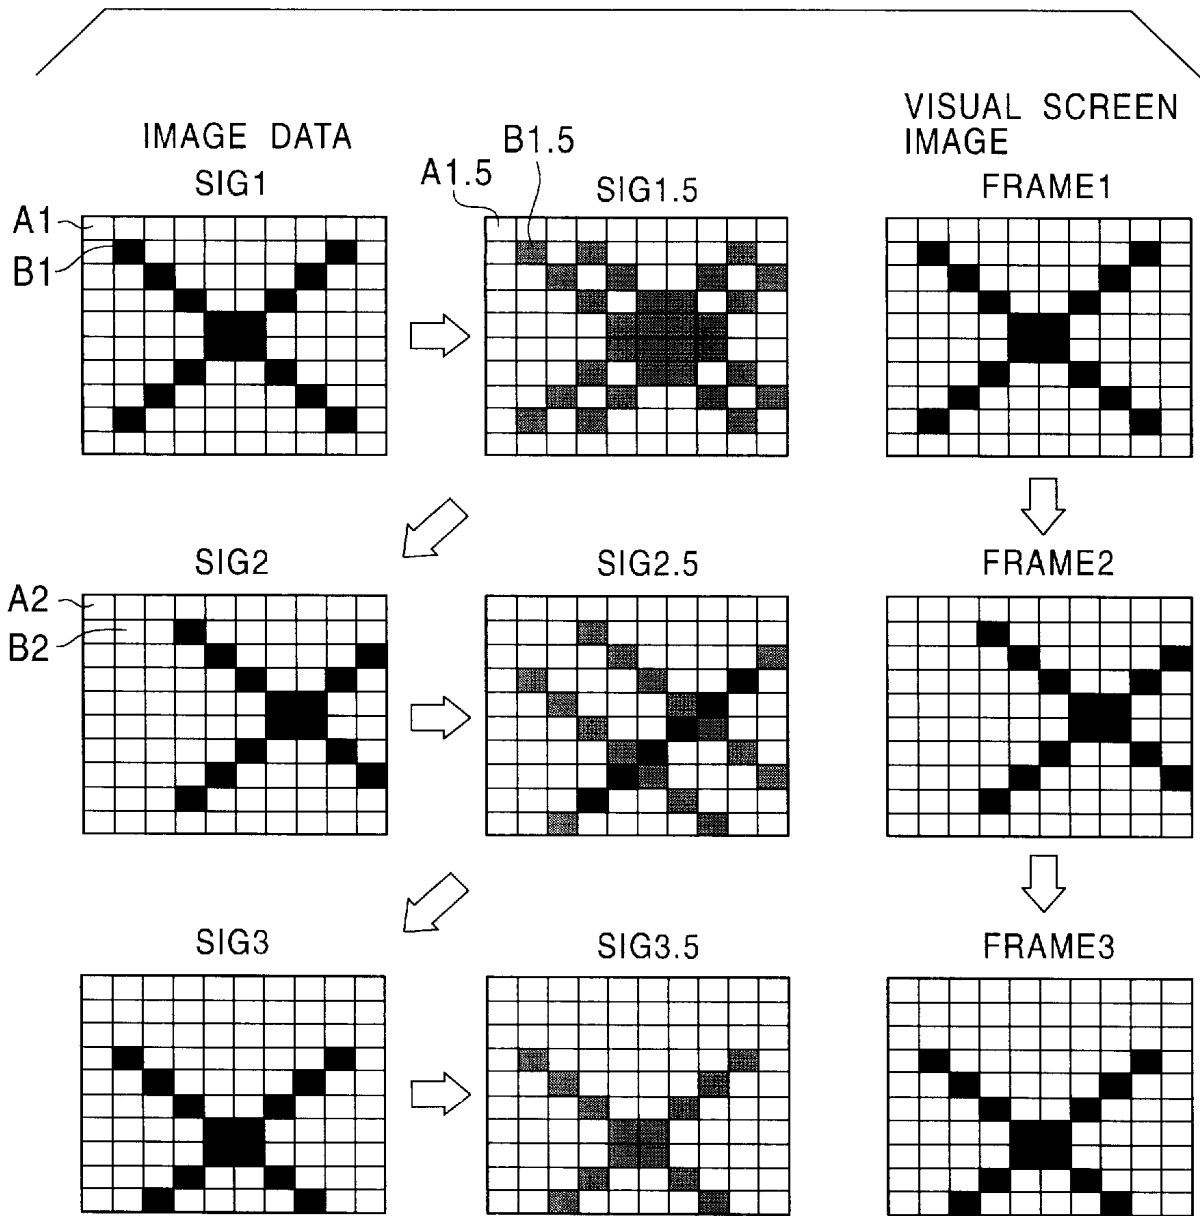 IMAGE DATA
VISUAL SCREEN
IMAGE
SIG1
A1.5
B1.5
SIG1.5
FRAME1
A1
B1
SIG2
SIG2.5
FRAME2
A2
B2
SIG3
SIG3.5
FRAME3